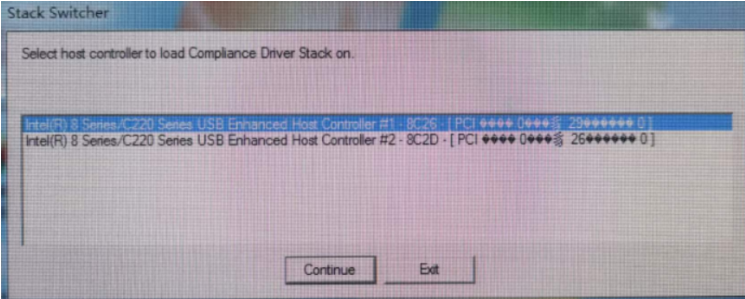 Stack Switcher
Select host controller to load Compliance Driver Stack on.
Intel(R) 8 Series/C220 Series USB Enhanced Host Controller #1 - 8C26 - [ PCI ���� 0���豸 29������ 0 ]
Intel(R) 8 Series/C220 Series USB Enhanced Host Controller #2 - 8C2D - [ PCI ���� 0���豸 26������ 0 ]
Continue
Exit